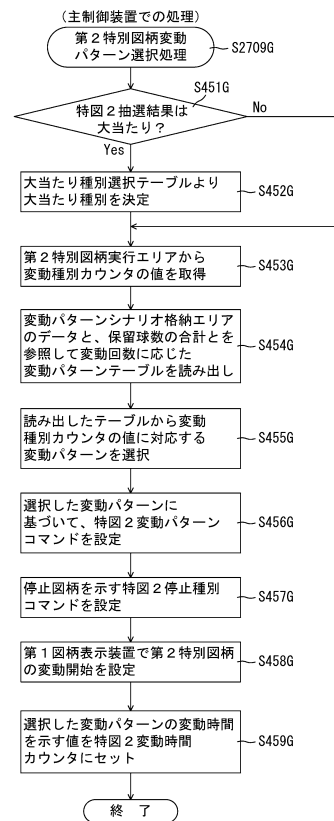 (主制御装置での処理)
第2特別図柄変動
パターン選択処理
S2709G
S451G
特図2抽選結果は
大当たり?
No
Yes
大当たり種別選択テーブルより
大当たり種別を決定
S452G
第2特別図柄実行エリアから
変動種別カウンタの値を取得
S453G
変動パターンシナリオ格納エリア
のデータと、保留球数の合計とを
参照して変動回数に応じた
変動パターンテーブルを読み出し
S454G
読み出したテーブルから変動
種別カウンタの値に対応する
変動パターンを選択
S455G
選択した変動パターンに
基づいて、特図2変動パターン
コマンドを設定
S456G
停止図柄を示す特図2停止種別
コマンドを設定
S457G
第1図柄表示装置で第2特別図柄
の変動開始を設定
S458G
選択した変動パターンの変動時間
を示す値を特図2変動時間
カウンタにセット
S459G
終 了